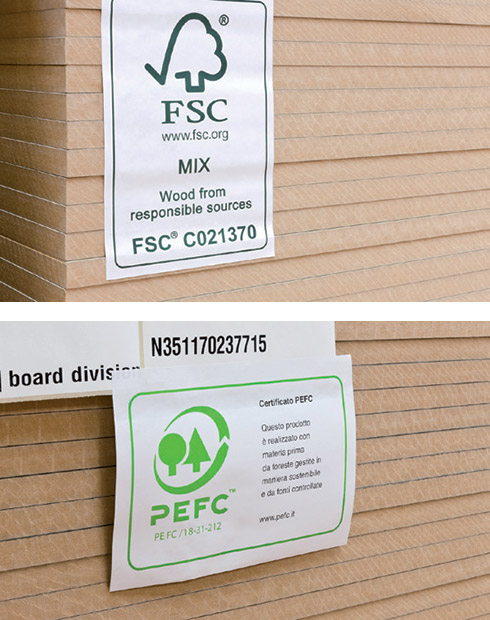 ®
FSC
www.fsc.org
MIX
Wood from
responsible sources
FSC® C021370
N351170237715
board division
Certificato PEFC
Questo prodotto
è realizzato con
materia prima
da foreste gestite in
maniera sostenibile
e da fonti controllate
www.pefc.it
PEFC™
PEFC/18-31-212